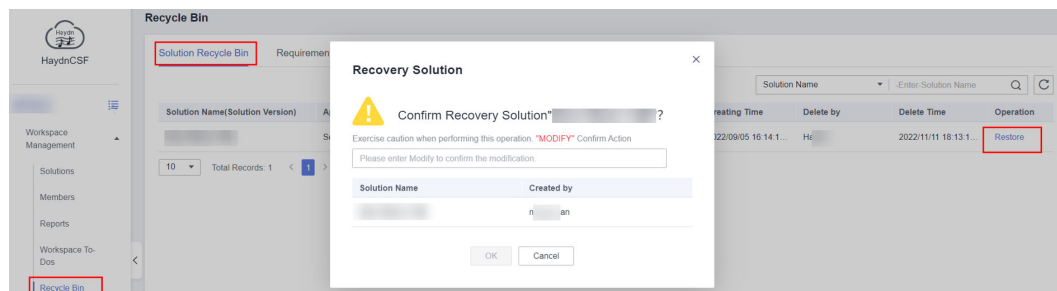 Haydn
HaydnCSF
Workspace
Management
Solutions
Members
Reports
Workspace To-
Dos
Recycle Bin
Recycle Bin
Solution Recycle Bin
Requiremen
Solution Name
Enter-Solution Name
Solution Name(Solution Version)
A
reating Time
Delete by
Delete Time
Operation
S
022/09/05 16:14:1...
Ha
2022/11/11 18:13:1...
Restore
10
Total Records: 1
<
1
>
Recovery Solution
×
Confirm Recovery Solution" ?
Exercise caution when performing this operation. "MODIFY" Confirm Action
Please enter Modify to confirm the modification.
Solution Name
Created by
n an
OK
Cancel